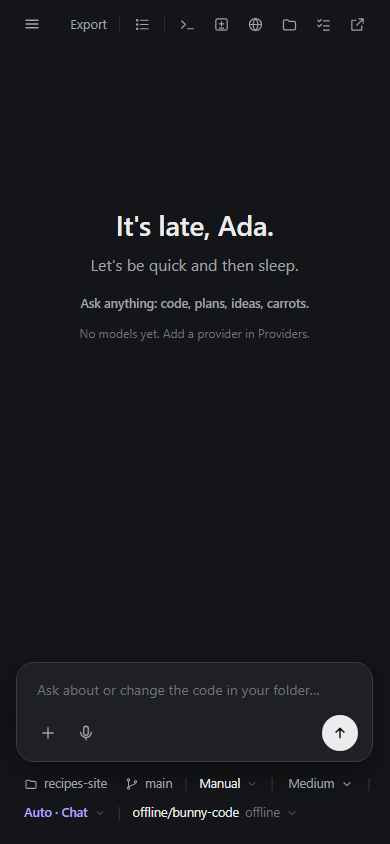 Export
It's late, Ada.
Let's be quick and then sleep.
Ask anything: code, plans, ideas, carrots.
No models yet. Add a provider in Providers.
Ask about or change the code in your folder...
recipes-site main Manual Medium
Auto · Chat offline/bunny-code offline